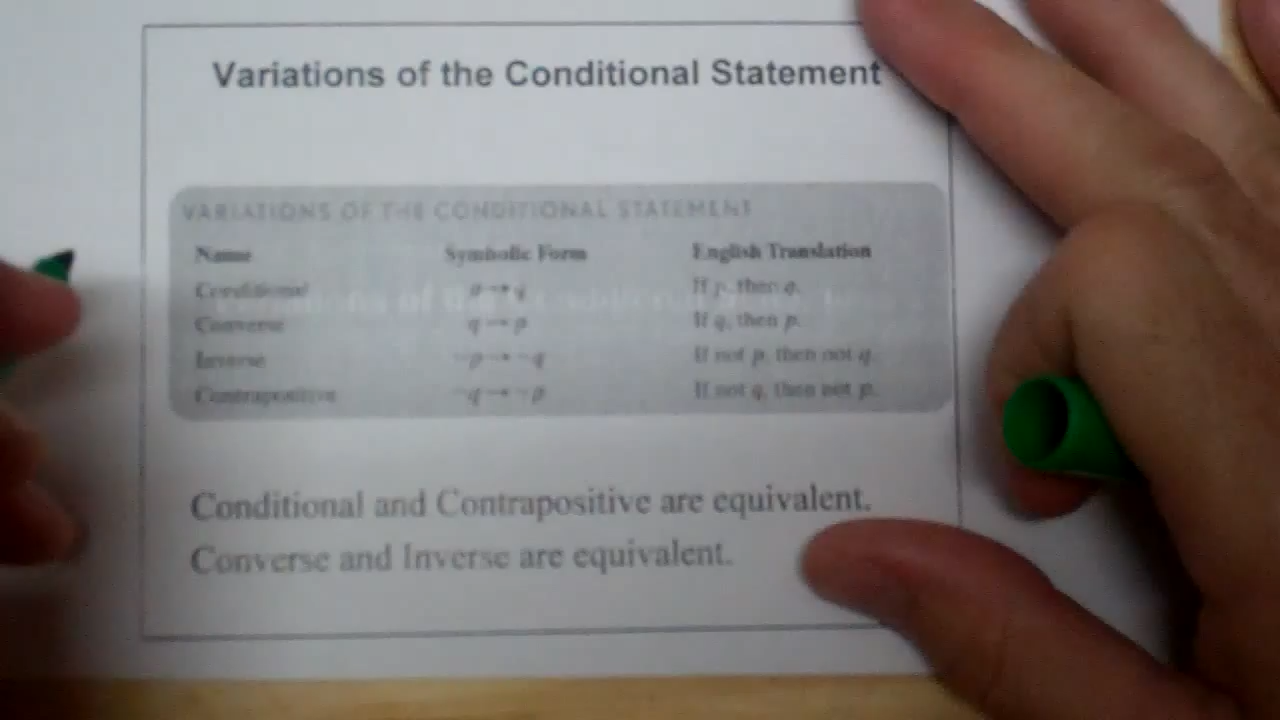 Variations of the Conditional Statement
VARIATIONS OF THE CONDITIONAL STATEMENT
Name Symbolic Form English Translation
Conditional p → q If p, then q.
Converse q → p If q, then p.
Inverse ~p → ~q If not p, then not q.
Contrapositive ~q → ~p If not q, then not p.
Conditional and Contrapositive are equivalent.
Converse and Inverse are equivalent.